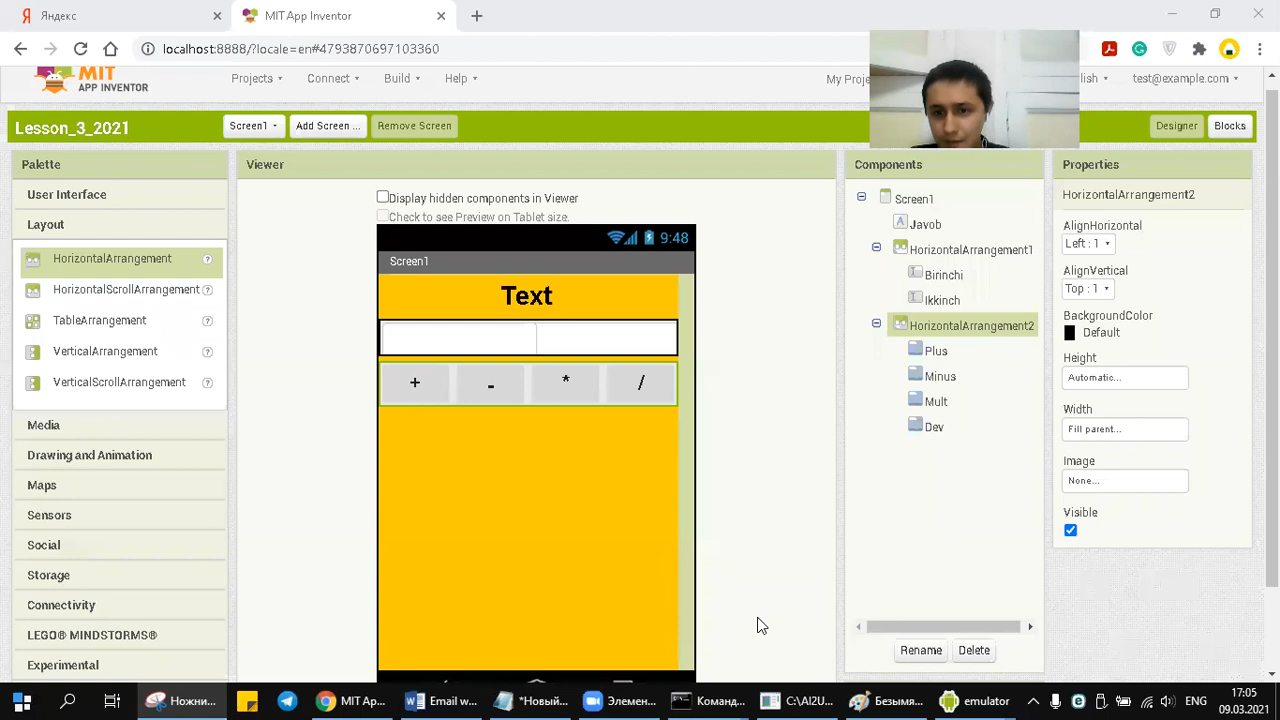 Яндекс
MIT App Inventor
localhost:8888/?locale=en#4793870697103360
MIT
APP INVENTOR
Projects
Connect
Build
Help
My Proj
lish
test@example.com
Lesson_3_2021
Screen1
Add Screen ...
Remove Screen
Designer
Blocks
Palette
User Interface
Layout
HorizontalArrangement
HorizontalScrollArrangement
TableArrangement
VerticalArrangement
VerticalScrollArrangement
Media
Drawing and Animation
Maps
Sensors
Social
Storage
Connectivity
LEGO® MINDSTORMS®
Experimental
Viewer
Display hidden components in Viewer
Check to see Preview on Tablet size.
9:48
Screen1
Text
+ - * /
Components
Screen1
Javob
HorizontalArrangement1
Birinchi
Ikkinch
HorizontalArrangement2
Plus
Minus
Mult
Dev
Rename
Delete
Properties
HorizontalArrangement2
AlignHorizontal
Left : 1
AlignVertical
Top : 1
BackgroundColor
Default
Height
Automatic...
Width
Fill parent...
Image
None...
Visible
Ножни...
MIT Ap...
Email w...
*Новый...
Элемен...
Команд...
C:\AI2U...
Безымя...
emulator
ENG
17:05
09.03.2021